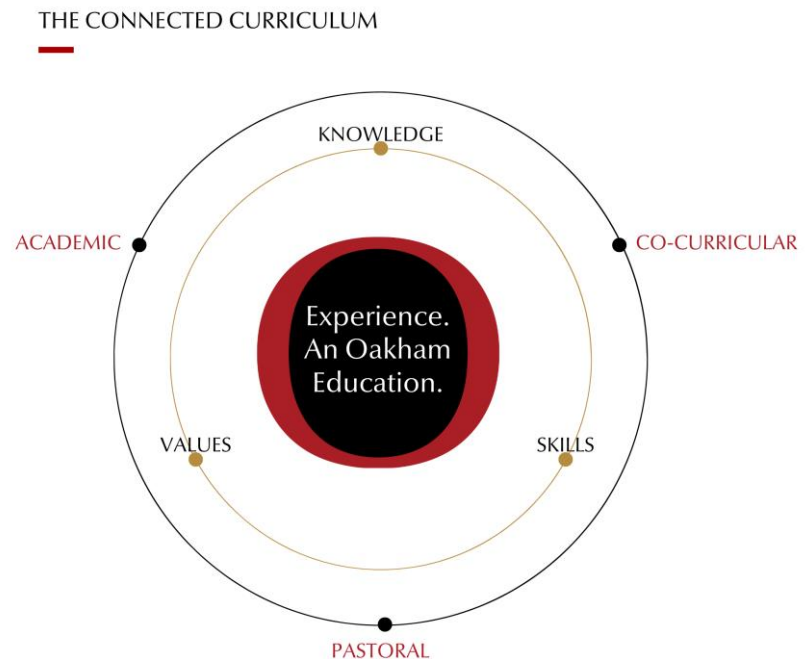 THE CONNECTED CURRICULUM
KNOWLEDGE
ACADEMIC
CO-CURRICULAR
Experience.
An Oakham
Education.
VALUES
SKILLS
PASTORAL